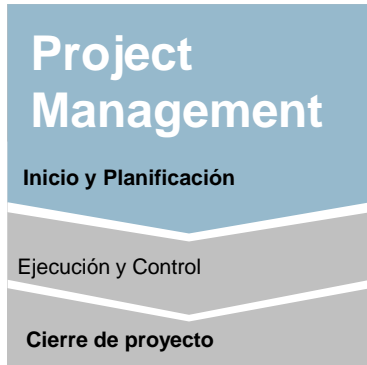 Project
Management
Inicio y Planificación
Ejecución y Control
Cierre de proyecto